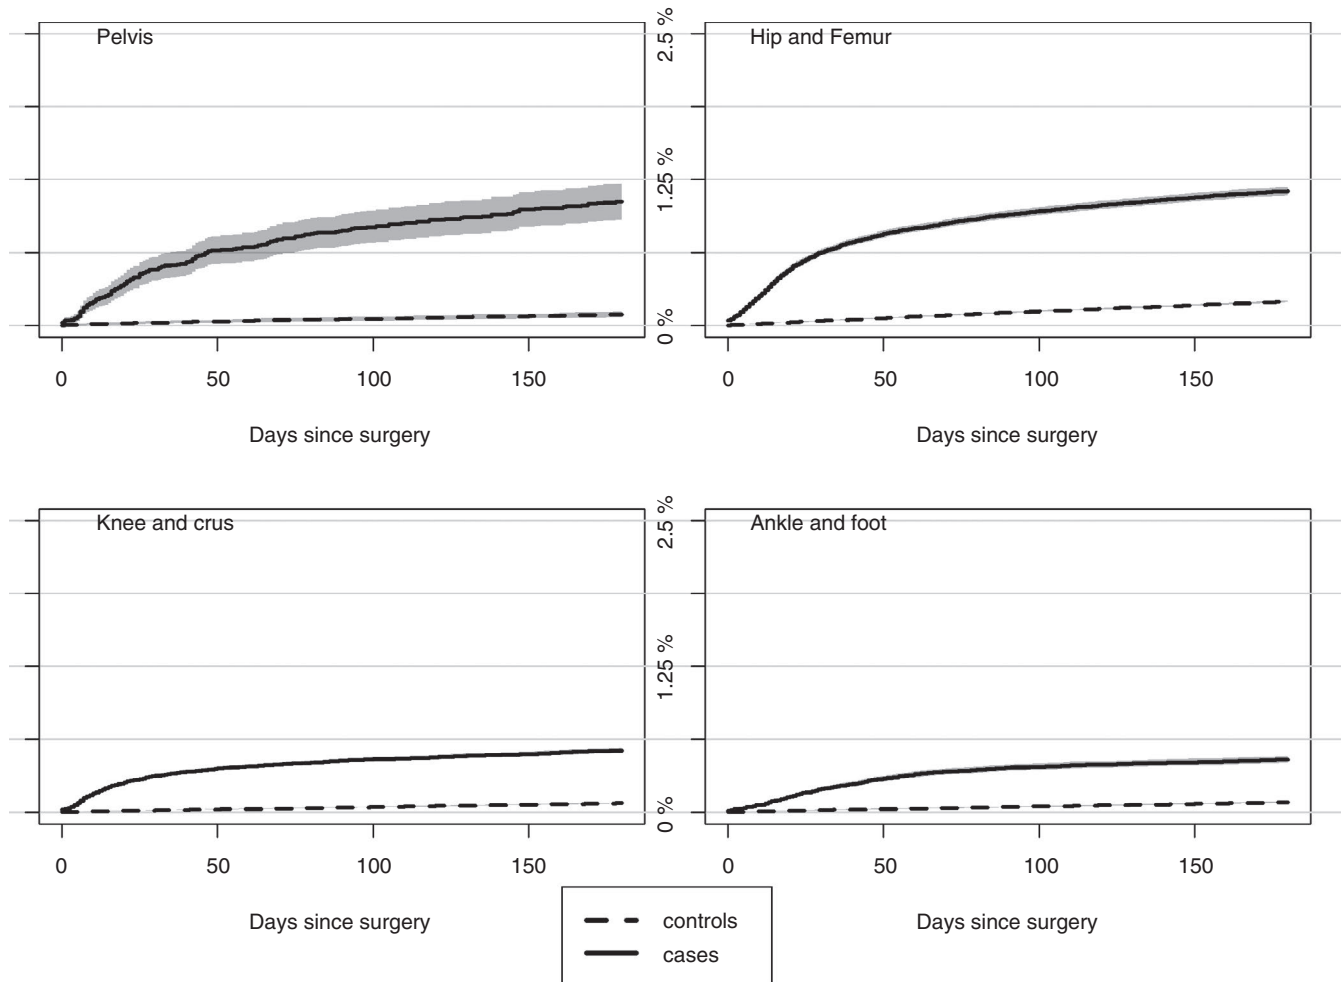 Pelvis
Hip and Femur
2.5 %
1.25 %
0 %
0 50 100 150
0 50 100 150
Days since surgery
Days since surgery
Knee and crus
Ankle and foot
2.5 %
1.25 %
0 %
0 50 100 150
0 50 100 150
Days since surgery
Days since surgery
controls
cases